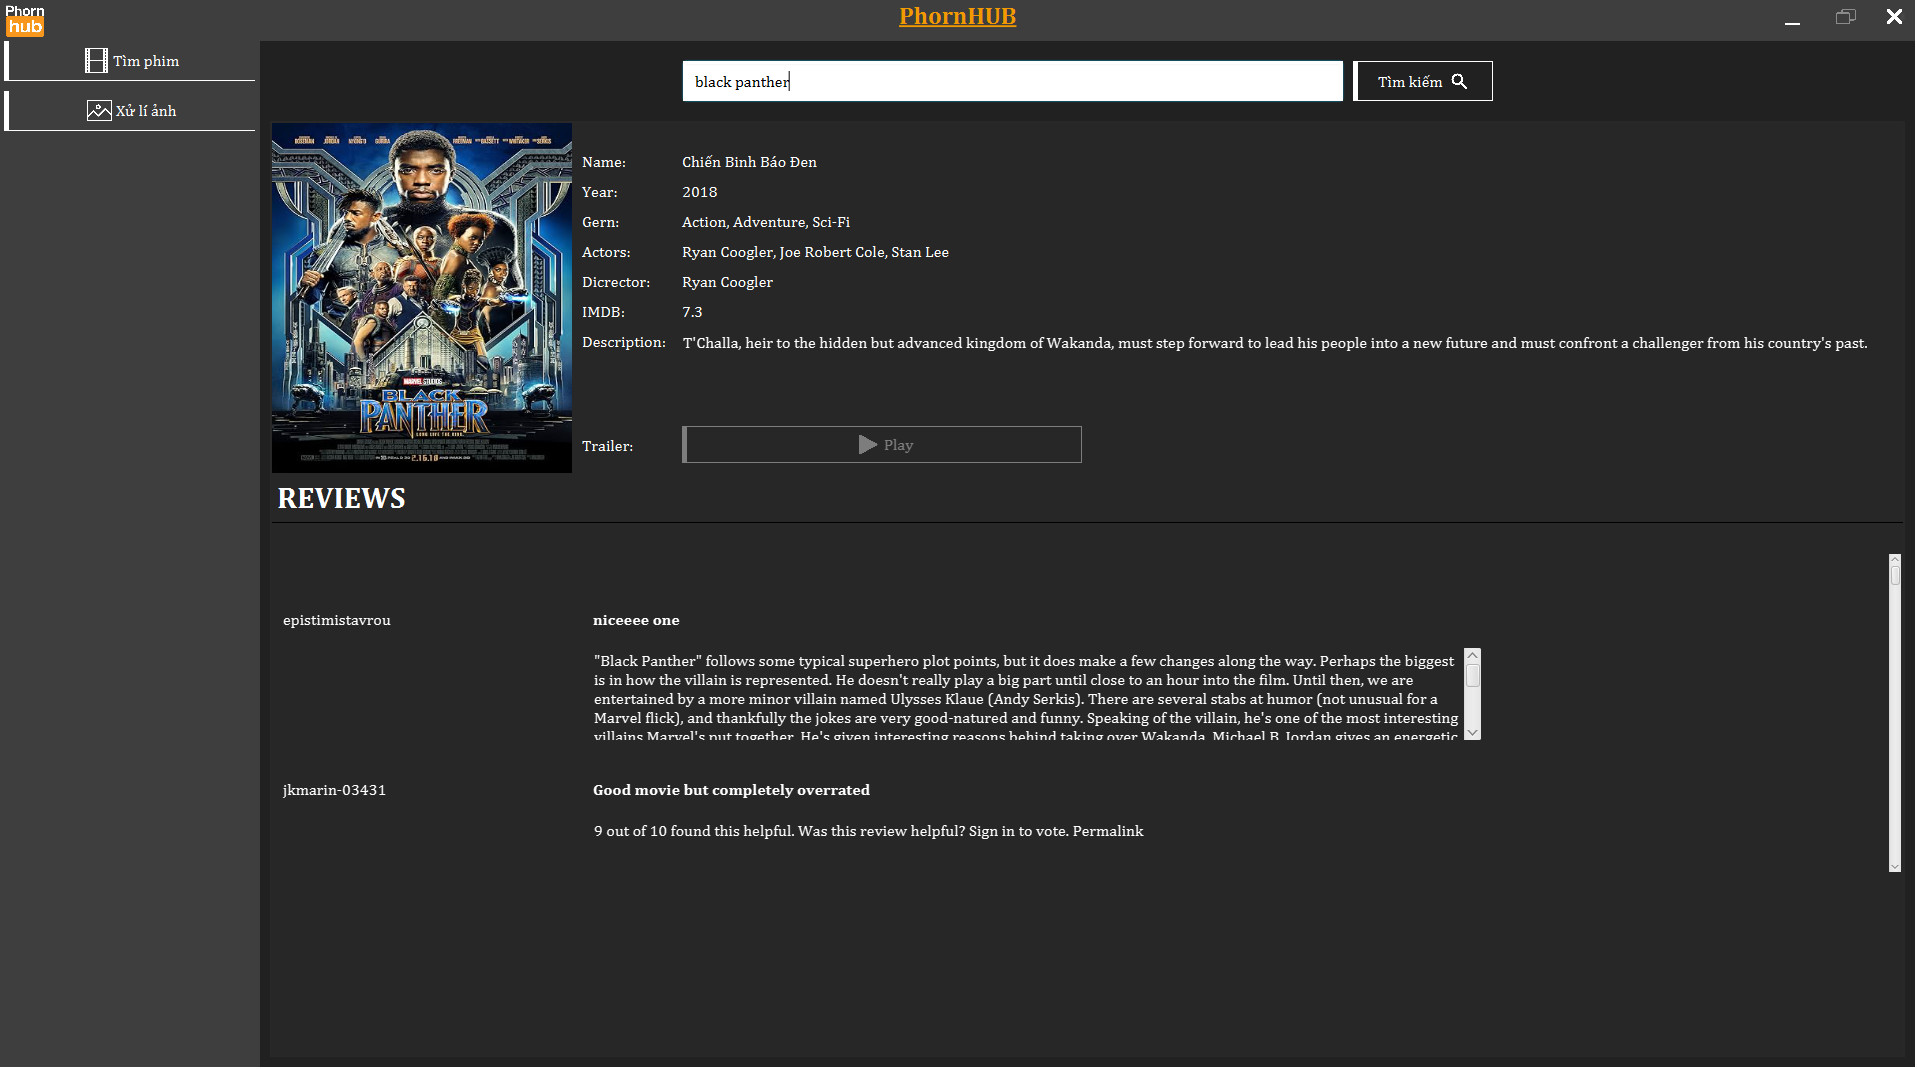 Phorn
hub
PhornHUB
Tìm phim
Xử lí ảnh
black panther
Tìm kiếm
MARVEL STUDIOS
BLACK
PANTHER
LONG LIVE THE KING
2.16.18
Name: Chiến Binh Báo Đen
Year: 2018
Gern: Action, Adventure, Sci-Fi
Actors: Ryan Coogler, Joe Robert Cole, Stan Lee
Dicrector: Ryan Coogler
IMDB: 7.3
Description: T'Challa, heir to the hidden but advanced kingdom of Wakanda, must step forward to lead his people into a new future and must confront a challenger from his country's past.
Trailer: Play
REVIEWS
epistimistavrou niceeee one
"Black Panther" follows some typical superhero plot points, but it does make a few changes along the way. Perhaps the biggest
is in how the villain is represented. He doesn't really play a big part until close to an hour into the film. Until then, we are
entertained by a more minor villain named Ulysses Klaue (Andy Serkis). There are several stabs at humor (not unusual for a
Marvel flick), and thankfully the jokes are very good-natured and funny. Speaking of the villain, he's one of the most interesting
villains Marvel's put together. He's given interesting reasons behind taking over Wakanda. Michael B. Jordan gives an energetic
jkmarin-03431 Good movie but completely overrated
9 out of 10 found this helpful. Was this review helpful? Sign in to vote. Permalink